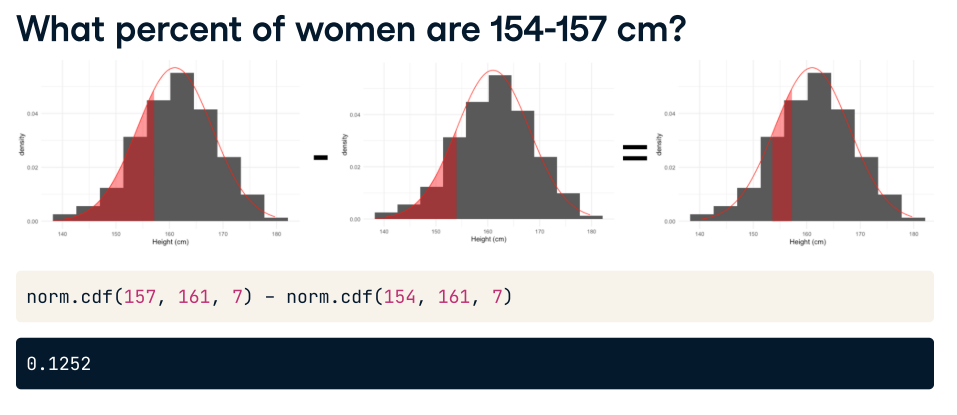 What percent of women are 154-157 cm?
density
0.04
0.02
0.00
140 150 160 170 180
Height (cm)
-
density
0.04
0.02
0.00
140 150 160 170 180
Height (cm)
=
density
0.04
0.02
0.00
140 150 160 170 180
Height (cm)
norm.cdf(157, 161, 7) - norm.cdf(154, 161, 7)
0.1252